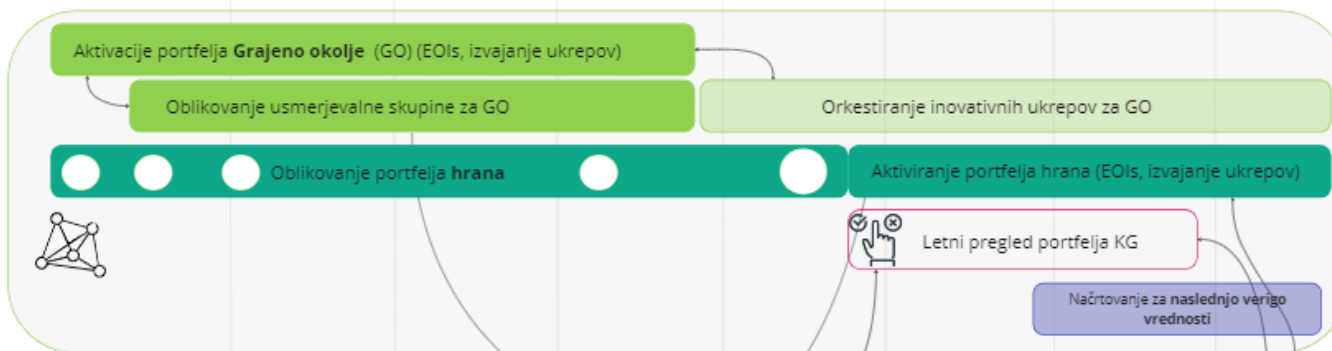 Aktivacije portfelja Grajeno okolje (GO) (EOIs, izvajanje ukrepov)
Oblikovanje usmerjevalne skupine za GO
Orkestiranje inovativnih ukrepov za GO
Oblikovanje portfelja hrana
Aktiviranje portfelja hrana (EOIs, izvajanje ukrepov)
Letni pregled portfelja KG
Načrtovanje za naslednjo verigo
vrednosti